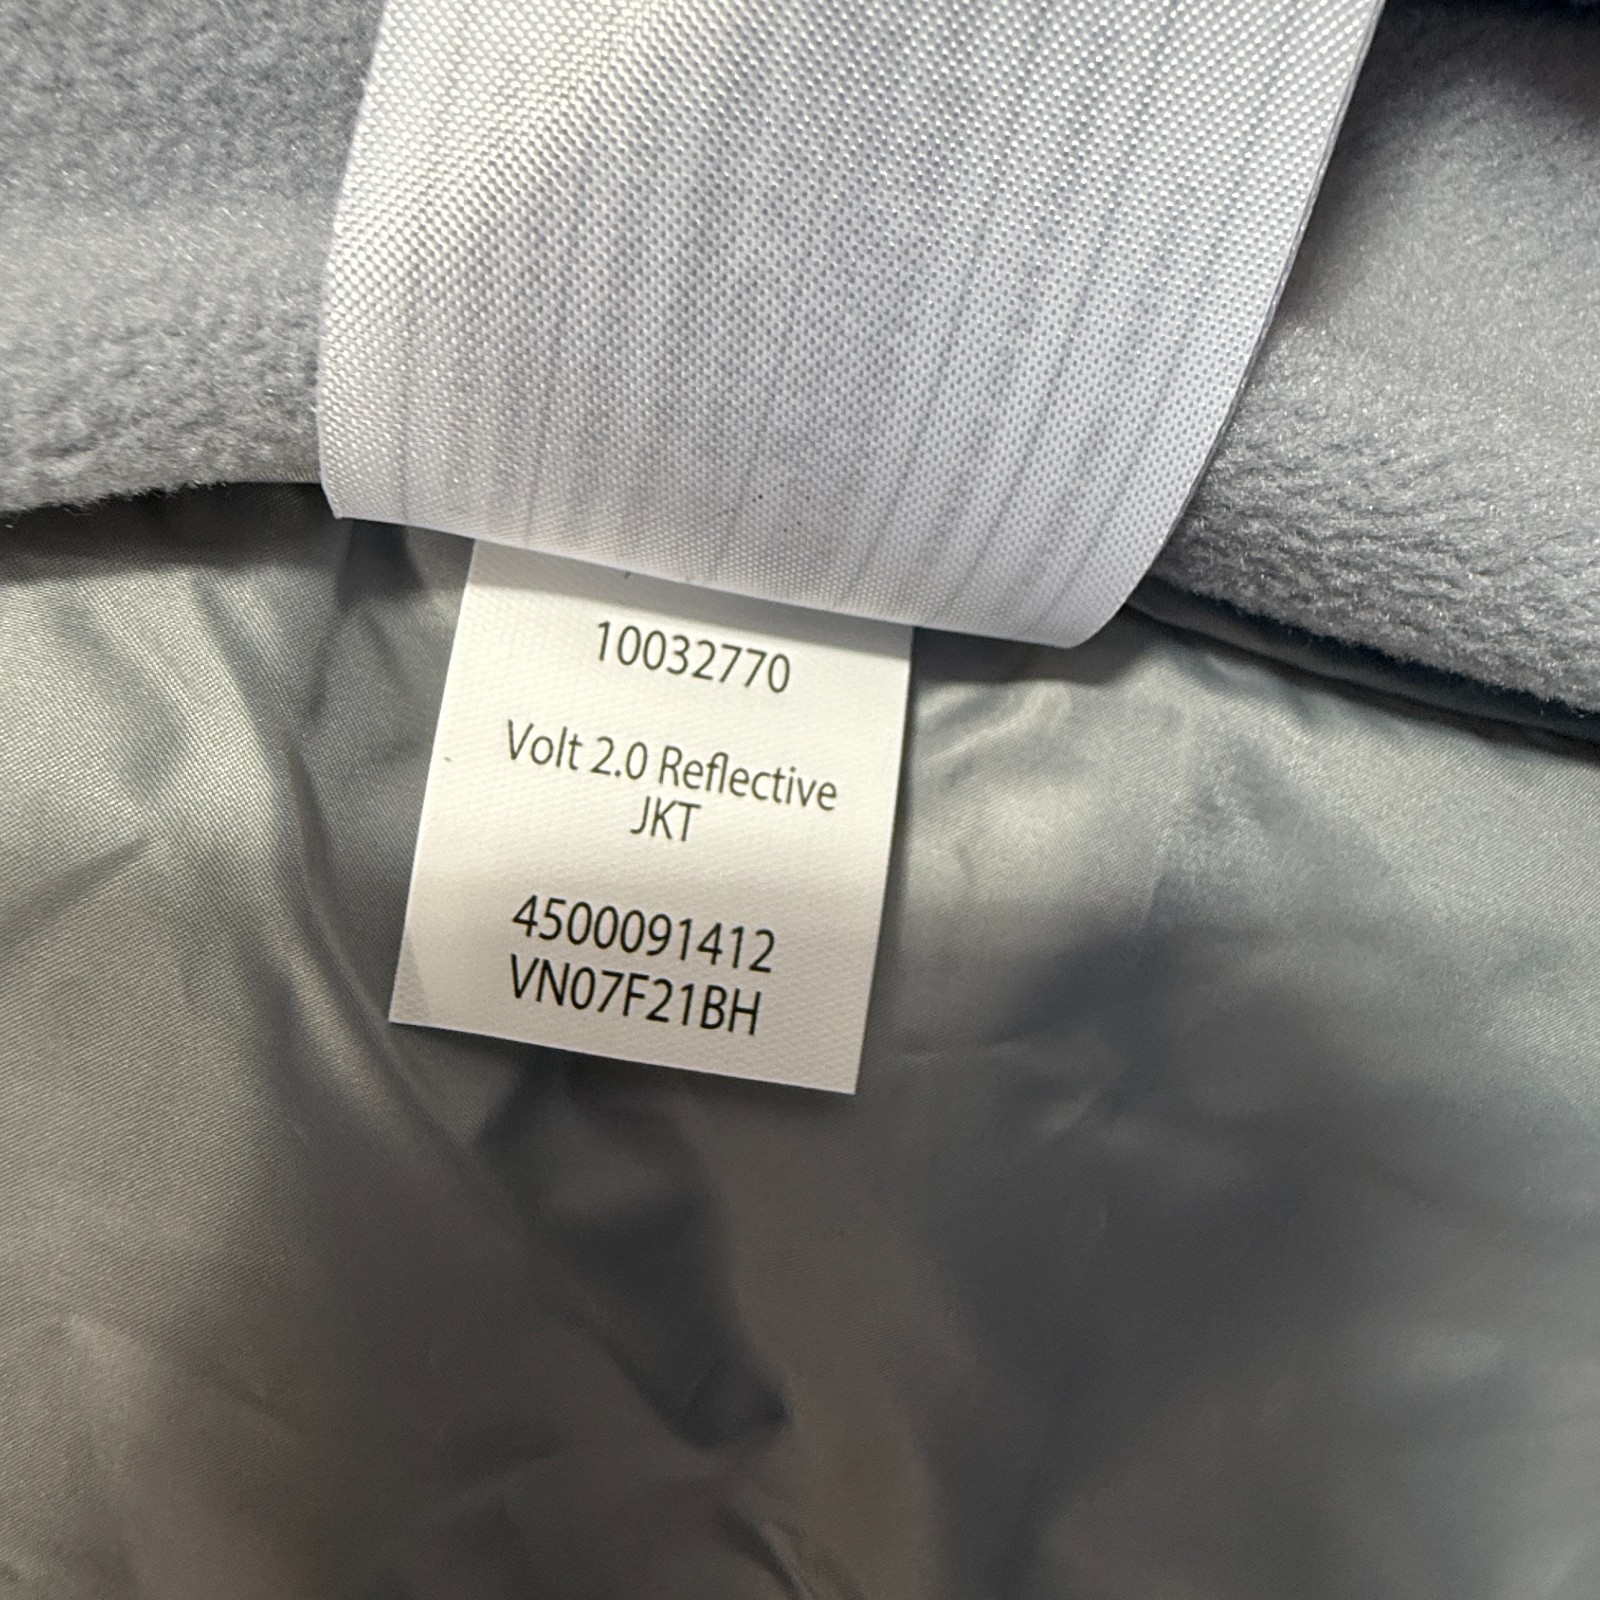 10032770
Volt 2.0 Reflective
JKT
4500091412
VN07F21BH